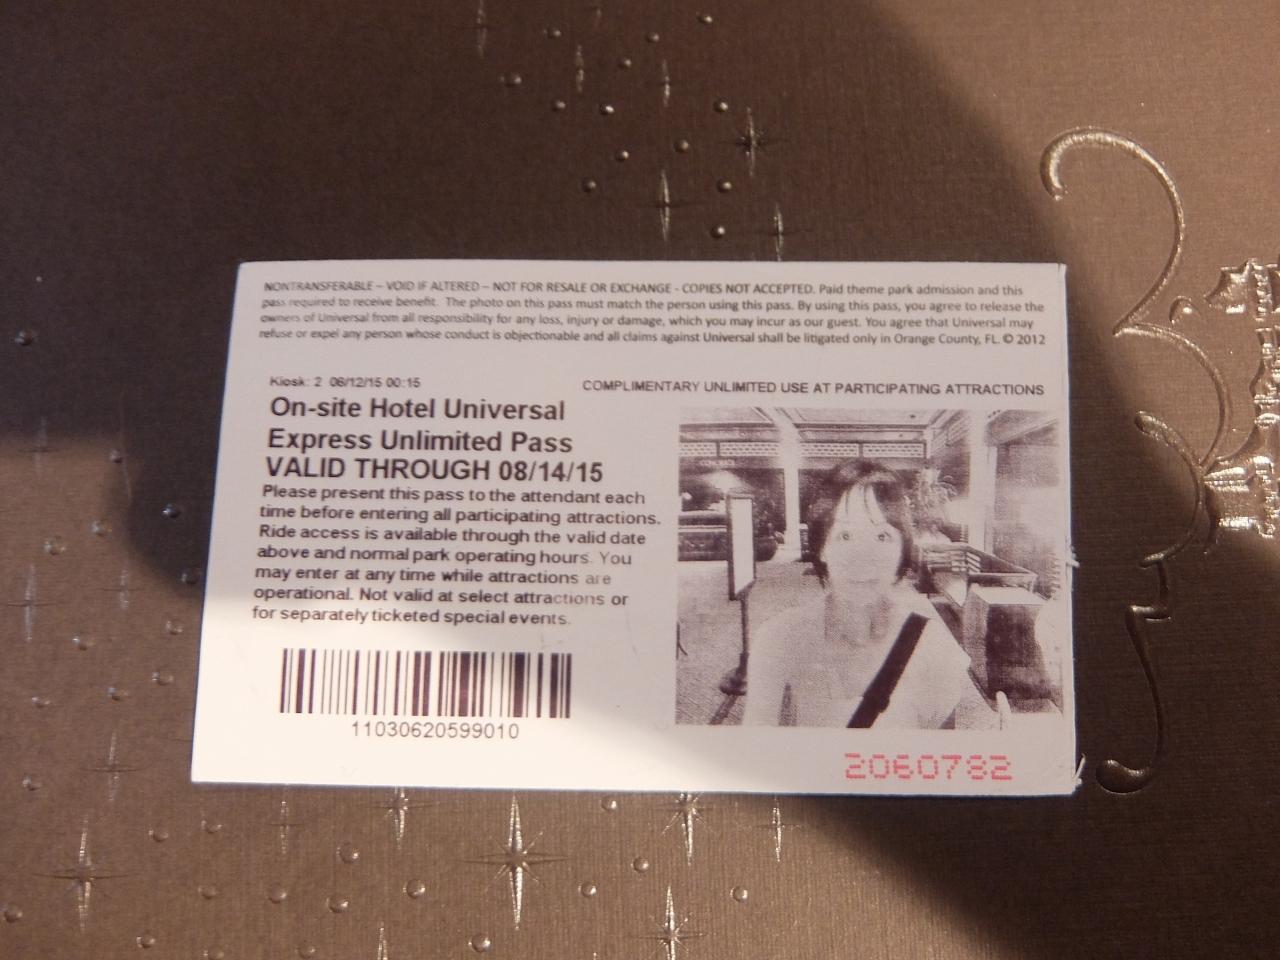 NONTRANSFERABLE – VOID IF ALTERED – NOT FOR RESALE OR EXCHANGE - COPIES NOT ACCEPTED. Paid theme park admission and this
pass required to receive benefit. The photo on this pass must match the person using this pass. By using this pass, you agree to release the
owners of Universal from all responsibility for any loss, injury or damage, which you may incur as our guest. You agree that Universal may
refuse or expel any person whose conduct is objectionable and all claims against Universal shall be litigated only in Orange County, FL. © 2012
Kiosk: 2 08/12/15 00:15
COMPLIMENTARY UNLIMITED USE AT PARTICIPATING ATTRACTIONS
On-site Hotel Universal
Express Unlimited Pass
VALID THROUGH 08/14/15
Please present this pass to the attendant each
time before entering all participating attractions.
Ride access is available through the valid date
above and normal park operating hours. You
may enter at any time while attractions are
operational. Not valid at select attractions or
for separately ticketed special events.
11030620599010
2060782